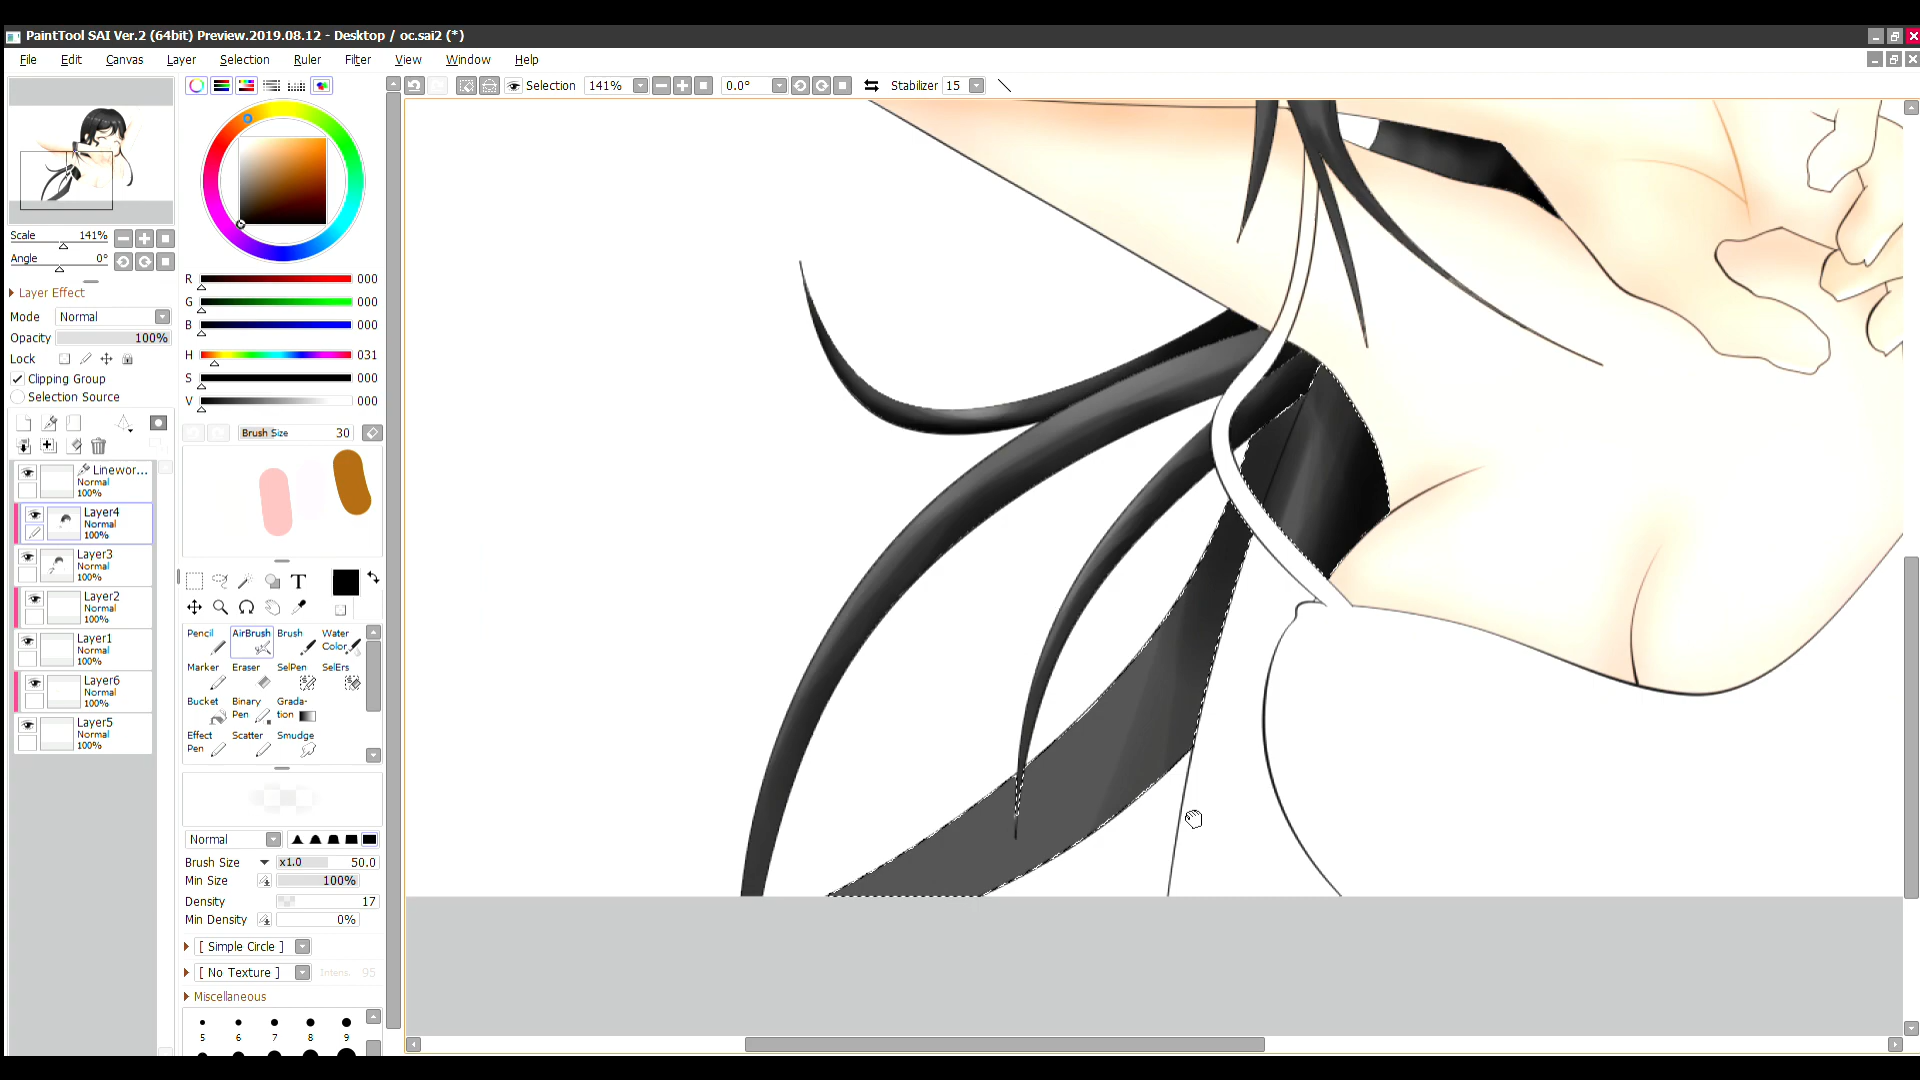 PaintTool SAI Ver.2 (64bit) Preview.2019.08.12 - Desktop / oc.sai2 (*)
File Edit Canvas Layer Selection Ruler Filter View Window Help
Selection 141% 0.0° Stabilizer 15
Scale 141%
Angle 0°
Layer Effect
Mode Normal
Opacity 100%
Lock
Clipping Group
Selection Source
Linewor...
Normal
100%
Layer4
Normal
100%
Layer3
Normal
100%
Layer2
Normal
100%
Layer1
Normal
100%
Layer6
Normal
100%
Layer5
Normal
100%
R 000
G 000
B 000
H 031
S 000
V 000
Brush Size 30
T
Pencil AirBrush Brush Water Color
Marker Eraser SelPen SelErs
Bucket Binary Pen Grada-tion
Effect Pen Scatter Smudge
Normal
Brush Size x1.0 50.0
Min Size 100%
Density 17
Min Density 0%
[ Simple Circle ]
[ No Texture ] Intens. 95
Miscellaneous
5 6 7 8 9